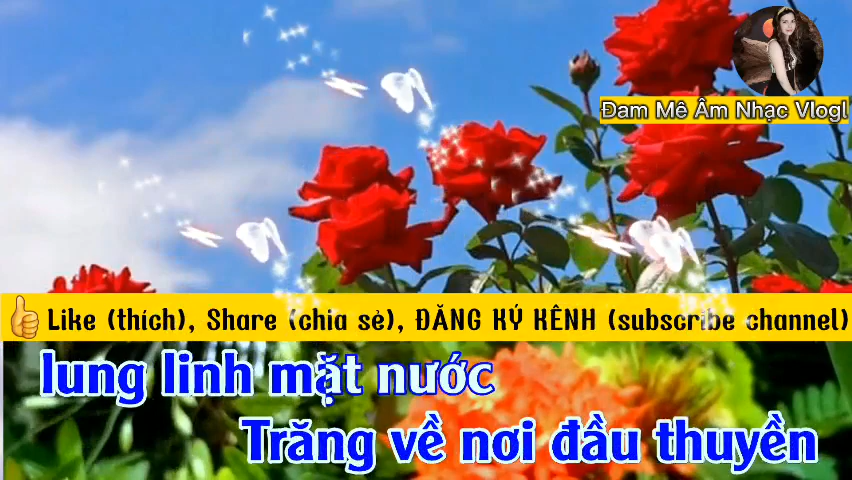 Đam Mê Âm Nhạc Vlogl
Like (thích), Share (chia sẻ), ĐĂNG KÝ KÊNH (subscribe channel)
lung linh mặt nước
Trăng về nơi đầu thuyền